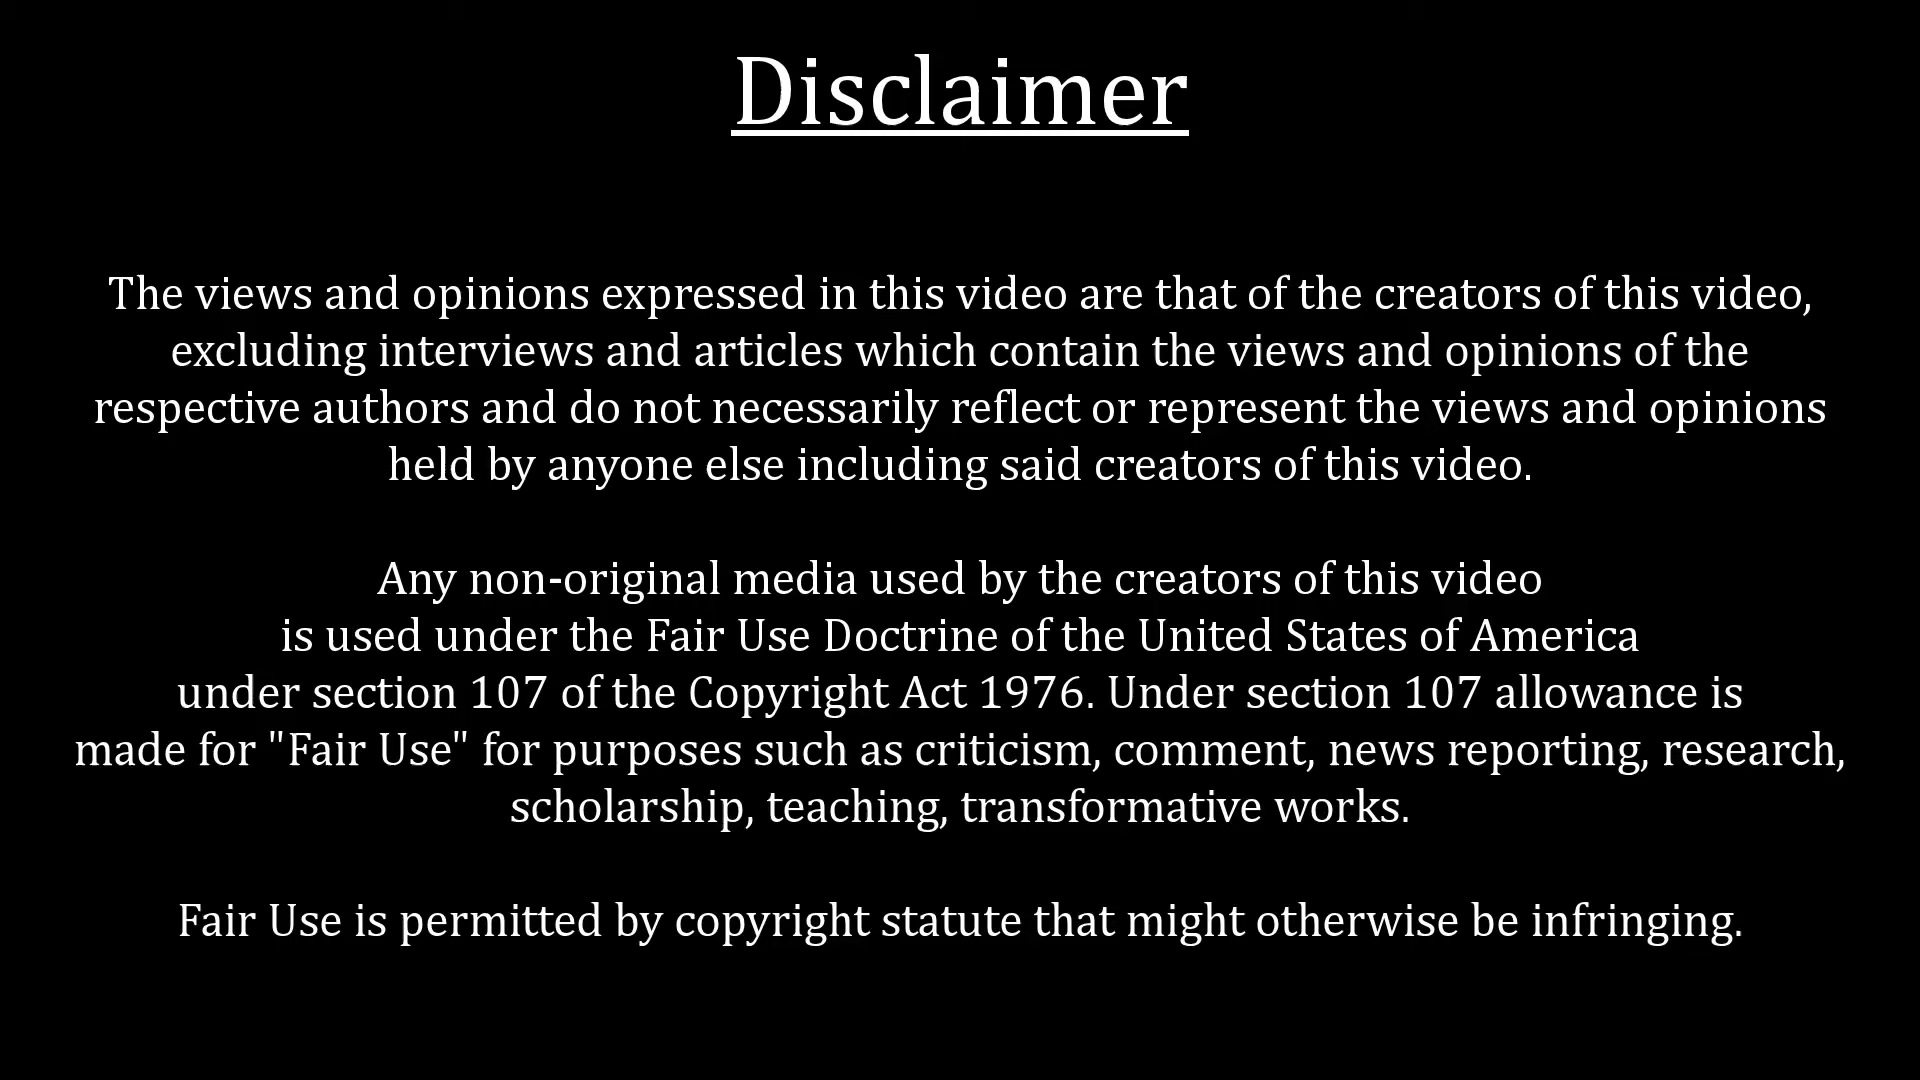 Disclaimer
The views and opinions expressed in this video are that of the creators of this video,
excluding interviews and articles which contain the views and opinions of the
respective authors and do not necessarily reflect or represent the views and opinions
held by anyone else including said creators of this video.
Any non-original media used by the creators of this video
is used under the Fair Use Doctrine of the United States of America
under section 107 of the Copyright Act 1976. Under section 107 allowance is
made for "Fair Use" for purposes such as criticism, comment, news reporting, research,
scholarship, teaching, transformative works.
Fair Use is permitted by copyright statute that might otherwise be infringing.